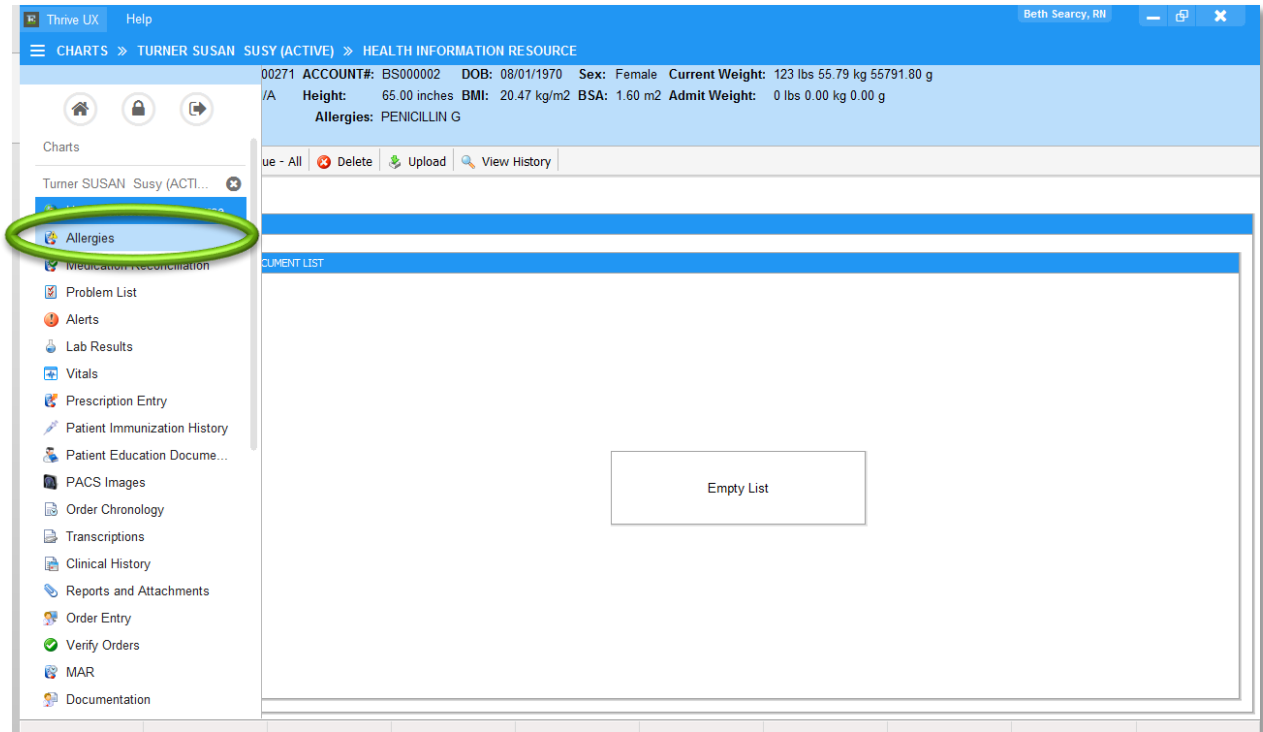 Thrive UX Help Beth Searcy, RN
CHARTS » TURNER SUSAN SUSY (ACTIVE) » HEALTH INFORMATION RESOURCE
00271 ACCOUNT#: BS000002 DOB: 08/01/1970 Sex: Female Current Weight: 123 lbs 55.79 kg 55791.80 g
/A Height: 65.00 inches BMI: 20.47 kg/m2 BSA: 1.60 m2 Admit Weight: 0 lbs 0.00 kg 0.00 g
Allergies: PENICILLIN G
Charts
ue - All Delete Upload View History
Turner SUSAN Susy (ACTI...
Allergies
Medication Reconciliation
CUMENT LIST
Problem List
Alerts
Lab Results
Vitals
Prescription Entry
Patient Immunization History
Patient Education Docume...
PACS Images
Empty List
Order Chronology
Transcriptions
Clinical History
Reports and Attachments
Order Entry
Verify Orders
MAR
Documentation